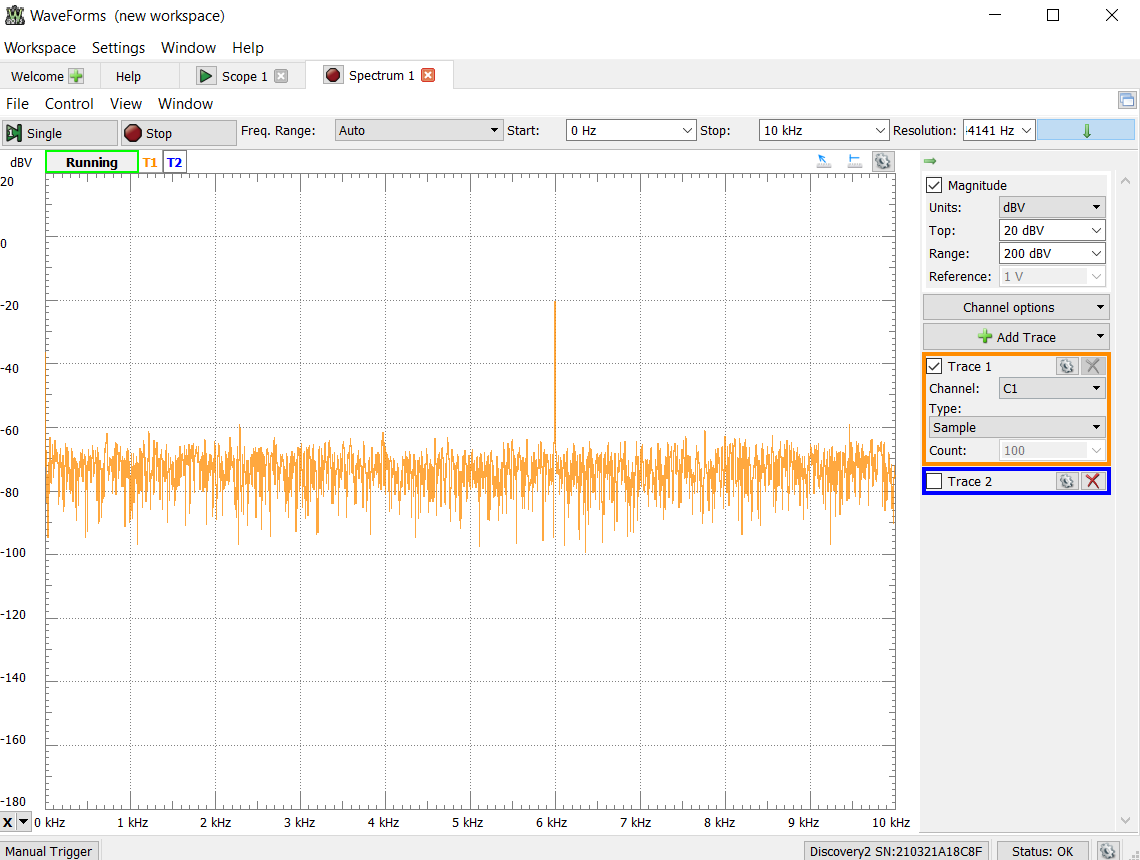 WaveForms (new workspace)
Workspace Settings Window Help
Welcome Help Scope 1 Spectrum 1
File Control View Window
Single Stop Freq. Range: Auto Start: 0 Hz Stop: 10 kHz Resolution: 4141 Hz
dBV Running T1 T2
20
0
-20
-40
-60
-80
-100
-120
-140
-160
-180
X 0 kHz 1 kHz 2 kHz 3 kHz 4 kHz 5 kHz 6 kHz 7 kHz 8 kHz 9 kHz 10 kHz
Magnitude
Units: dBV
Top: 20 dBV
Range: 200 dBV
Reference: 1 V
Channel options
Add Trace
Trace 1
Channel: C1
Type:
Sample
Count: 100
Trace 2
Manual Trigger Discovery2 SN:210321A18C8F Status: OK